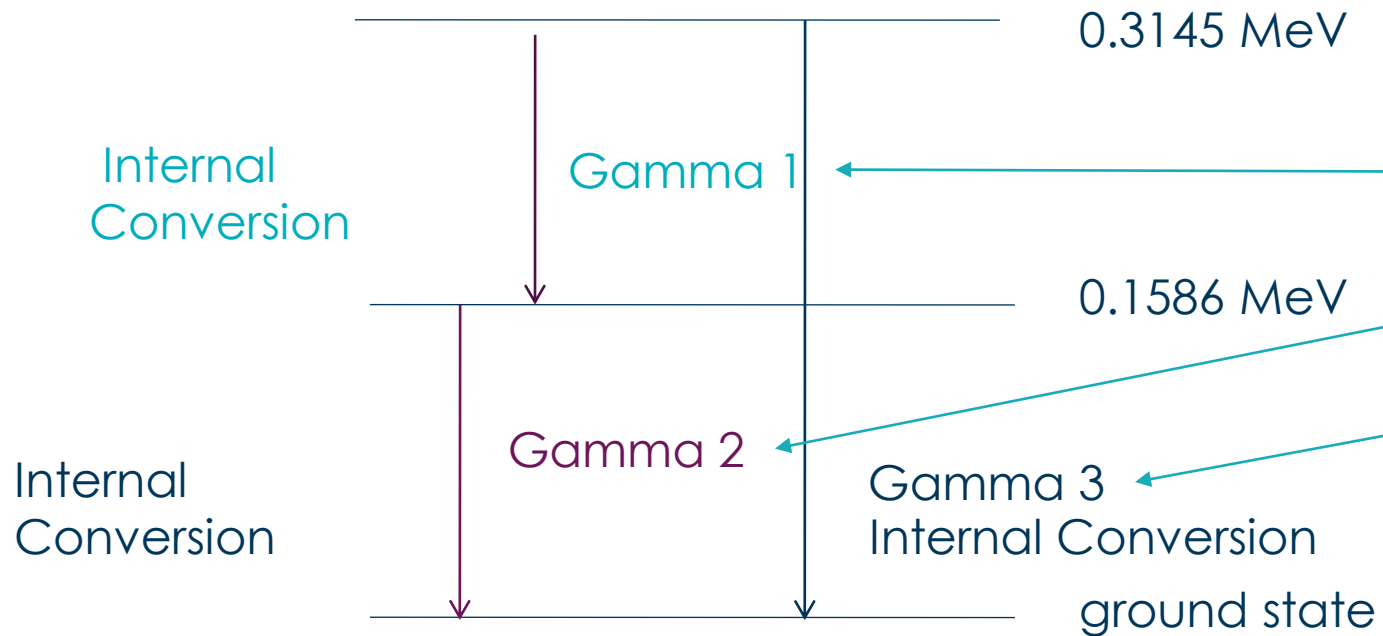 0.3145 MeV
Internal
Conversion
Gamma 1
0.1586 MeV
Gamma 2
Internal
Conversion
Gamma 3
Internal Conversion
ground state